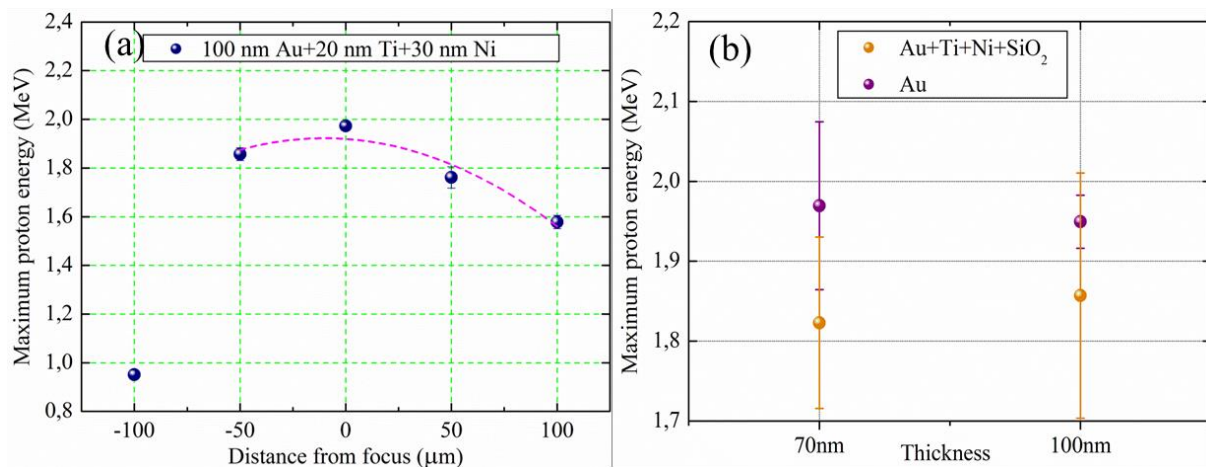 (a)
100 nm Au+20 nm Ti+30 nm Ni
Maximum proton energy (MeV)
2,4
2,2
2,0
1,8
1,6
1,4
1,2
1,0
0,8
-100 -50 0 50 100
Distance from focus (µm)
(b)
Au+Ti+Ni+SiO₂
Au
Maximum proton energy (MeV)
2,2
2,1
2,0
1,9
1,8
1,7
70nm 100nm
Thickness